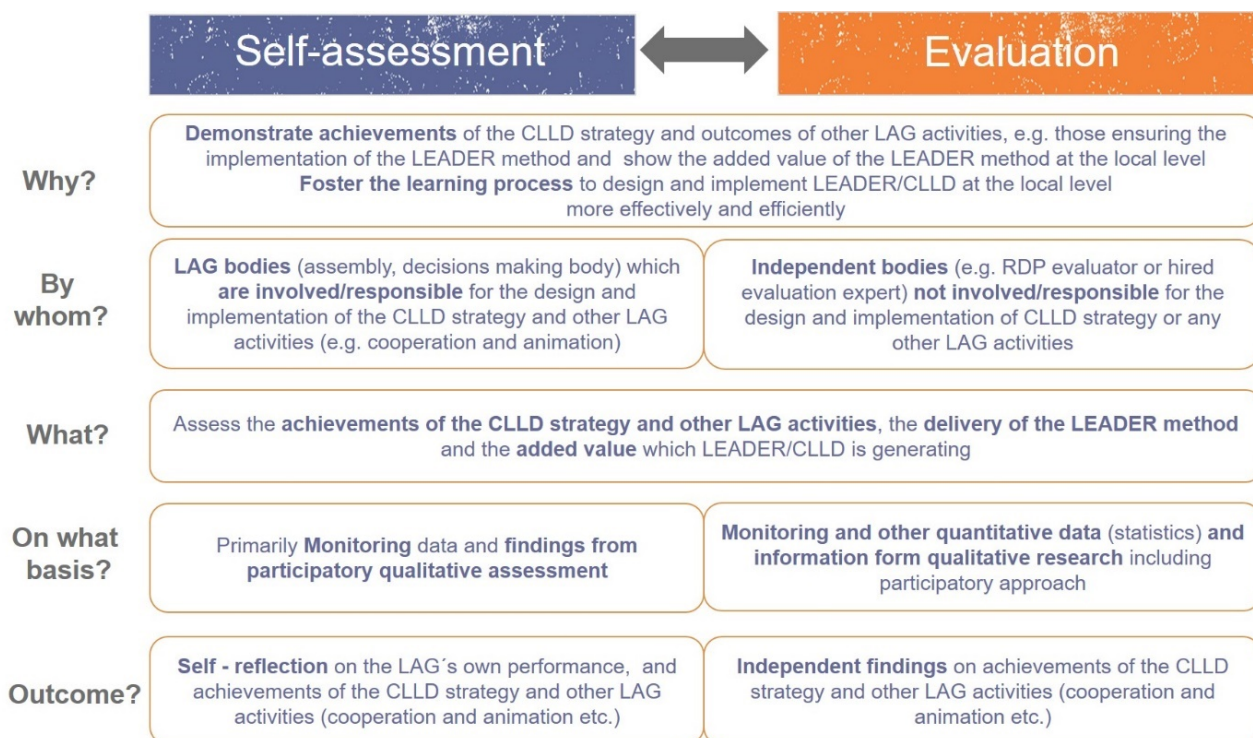 Self-assessment
Evaluation
Why?
Demonstrate achievements of the CLLD strategy and outcomes of other LAG activities, e.g. those ensuring the
implementation of the LEADER method and show the added value of the LEADER method at the local level
Foster the learning process to design and implement LEADER/CLLD at the local level
more effectively and efficiently
By
whom?
LAG bodies (assembly, decisions making body) which
are involved/responsible for the design and
implementation of the CLLD strategy and other LAG
activities (e.g. cooperation and animation)
Independent bodies (e.g. RDP evaluator or hired
evaluation expert) not involved/responsible for the
design and implementation of CLLD strategy or any
other LAG activities
What?
Assess the achievements of the CLLD strategy and other LAG activities, the delivery of the LEADER method
and the added value which LEADER/CLLD is generating
On what
basis?
Primarily Monitoring data and findings from
participatory qualitative assessment
Monitoring and other quantitative data (statistics) and
information form qualitative research including
participatory approach
Outcome?
Self - reflection on the LAG´s own performance, and
achievements of the CLLD strategy and other LAG
activities (cooperation and animation etc.)
Independent findings on achievements of the CLLD
strategy and other LAG activities (cooperation and
animation etc.)